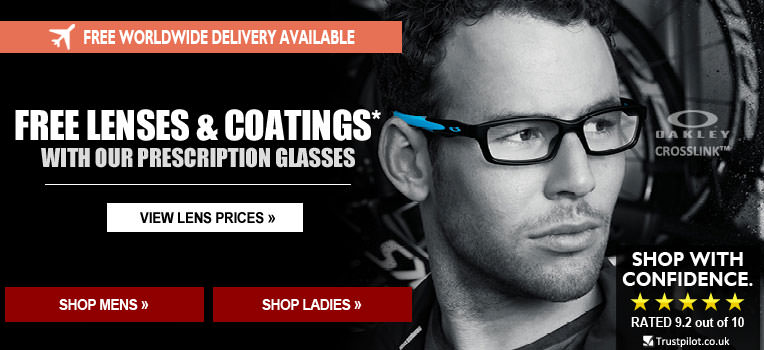 FREE WORLDWIDE DELIVERY AVAILABLE
FREE LENSES & COATINGS*
WITH OUR PRESCRIPTION GLASSES
VIEW LENS PRICES »
SHOP MENS »
SHOP LADIES »
OAKLEY
CROSSLINK™
SHOP WITH
CONFIDENCE.
RATED 9.2 out of 10
Trustpilot.co.uk